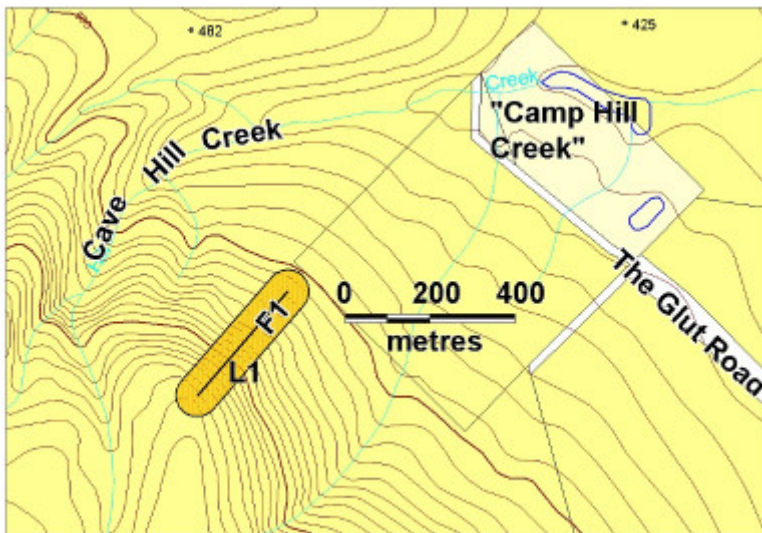 482
425
Creek
"Camp Hill
Creek"
Cave Hill Creek
The Glut Road
0 200 400
metres
F1
L1